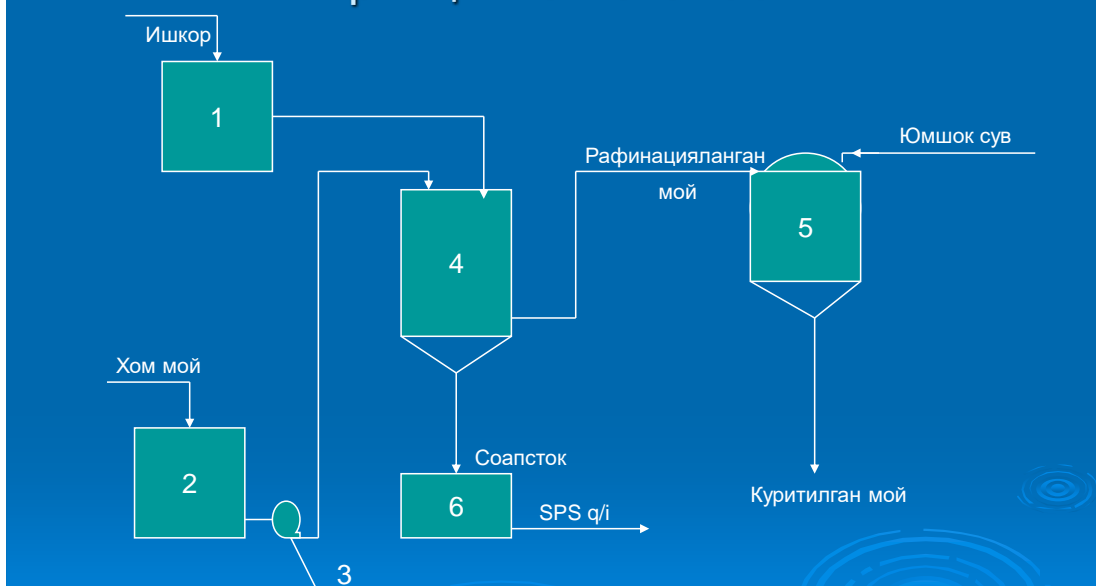 Ишкор
1
Юмшок сув
Рафинацияланган
мой
5
4
Хом мой
Соапсток
2
6
SPS q/i
Куритилган мой
3